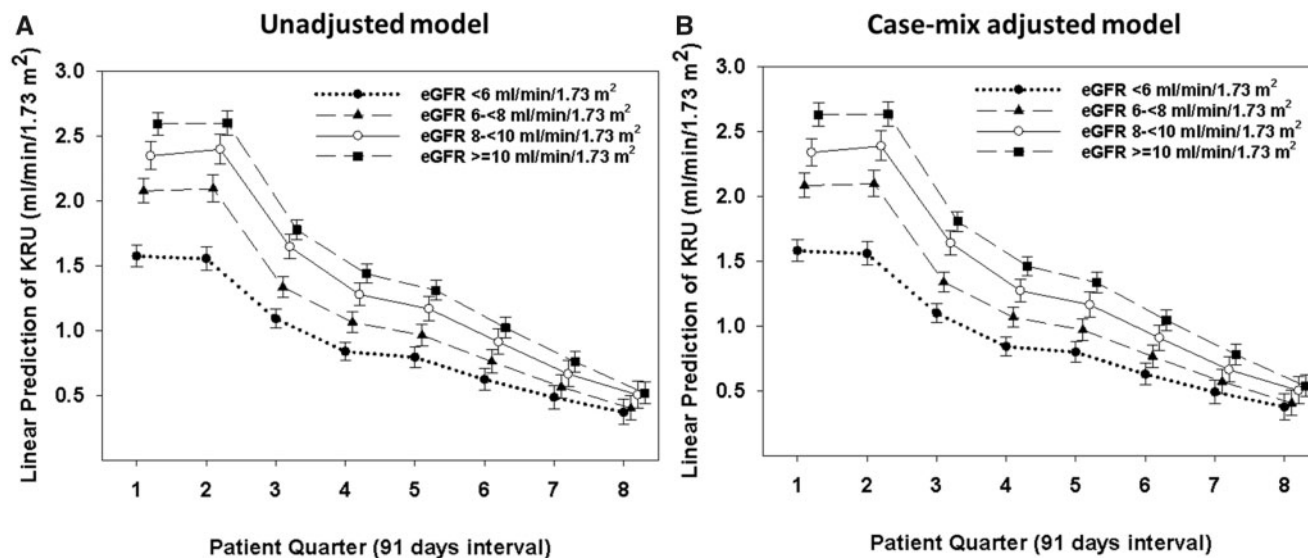 A
Unadjusted model
Linear Prediction of KRU (ml/min/1.73 m²)
3.0
2.5
2.0
1.5
1.0
0.5
eGFR <6 ml/min/1.73 m²
eGFR 6-<8 ml/min/1.73 m²
eGFR 8-<10 ml/min/1.73 m²
eGFR >=10 ml/min/1.73 m²
1 2 3 4 5 6 7 8
Patient Quarter (91 days interval)
B
Case-mix adjusted model
Linear Prediction of KRU (ml/min/1.73 m²)
3.0
2.5
2.0
1.5
1.0
0.5
eGFR <6 ml/min/1.73 m²
eGFR 6-<8 ml/min/1.73 m²
eGFR 8-<10 ml/min/1.73 m²
eGFR >=10 ml/min/1.73 m²
1 2 3 4 5 6 7 8
Patient Quarter (91 days interval)